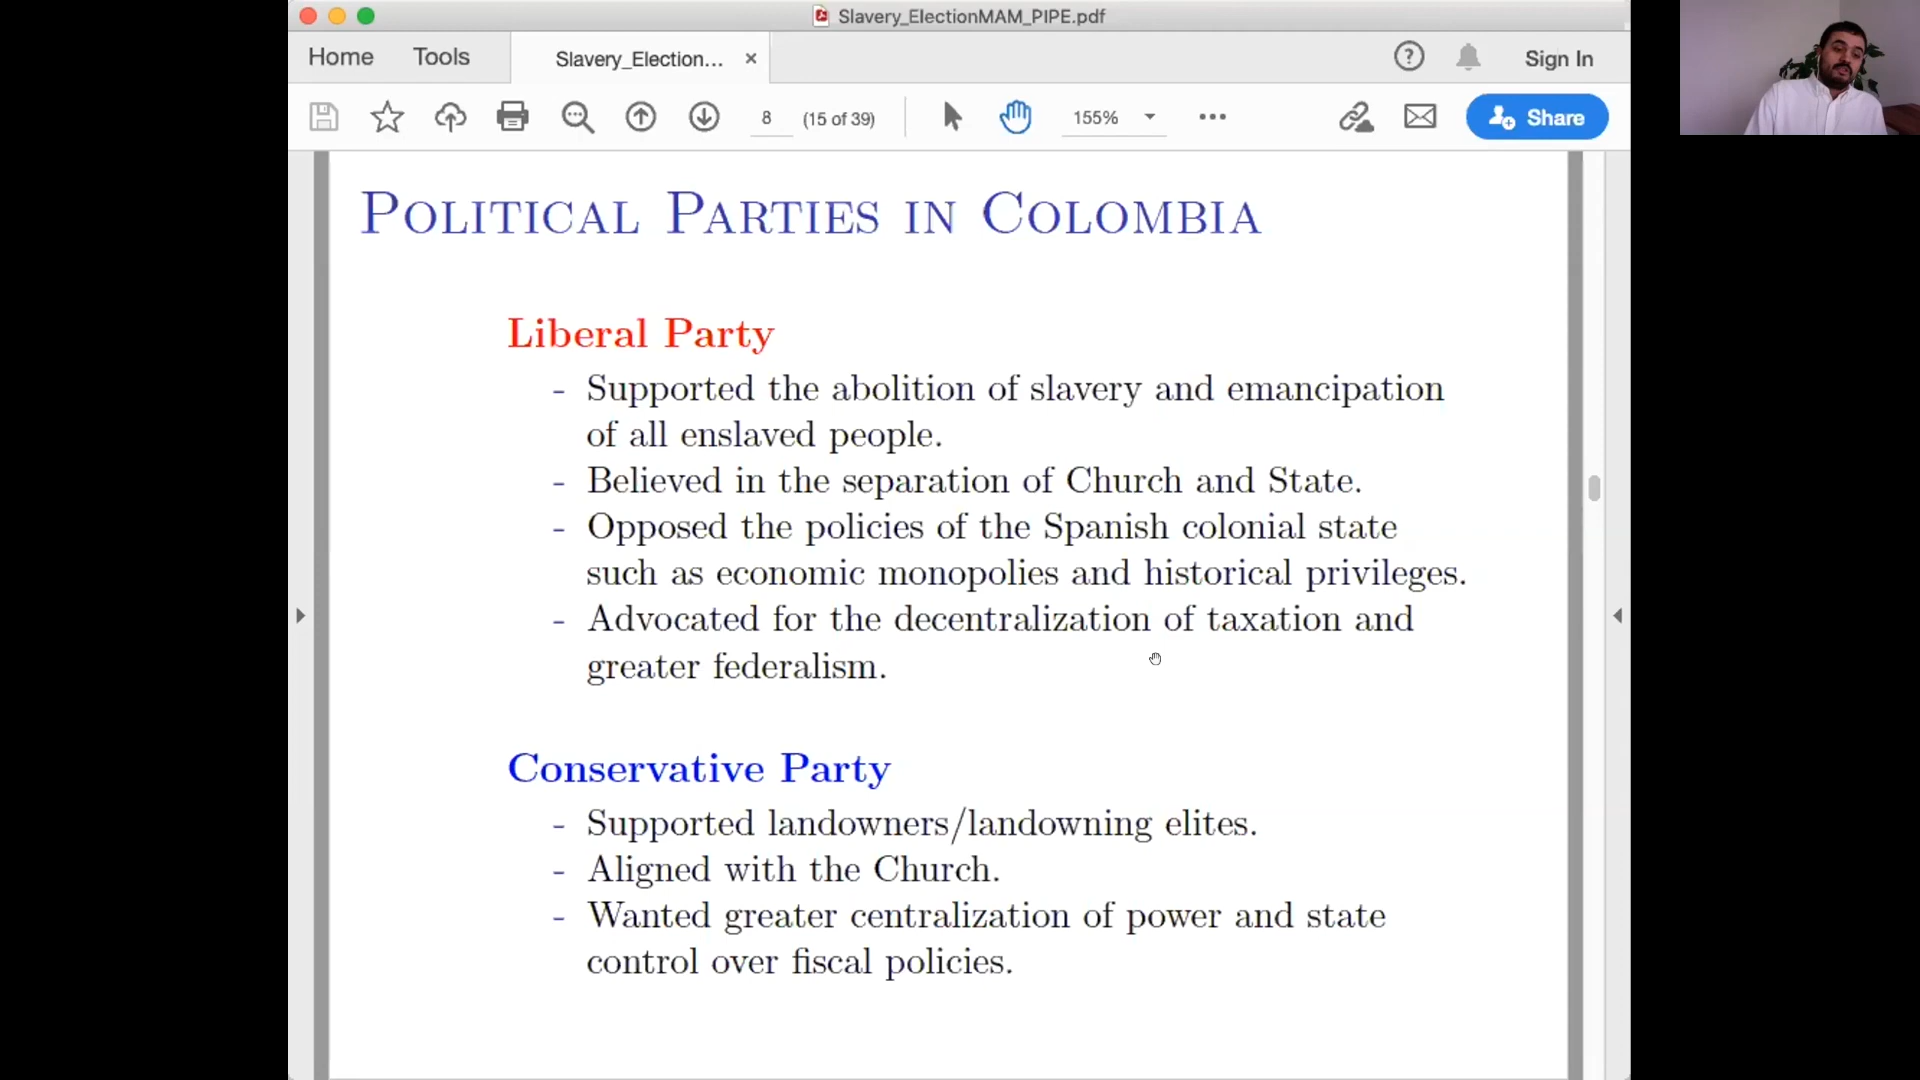 Slavery_ElectionMAM_PIPE.pdf
Home Tools Slavery_Election... × Sign In
8 (15 of 39) 155% Share
Political Parties in Colombia
Liberal Party
- Supported the abolition of slavery and emancipation
of all enslaved people.
- Believed in the separation of Church and State.
- Opposed the policies of the Spanish colonial state
such as economic monopolies and historical privileges.
- Advocated for the decentralization of taxation and
greater federalism.
Conservative Party
- Supported landowners/landowning elites.
- Aligned with the Church.
- Wanted greater centralization of power and state
control over fiscal policies.